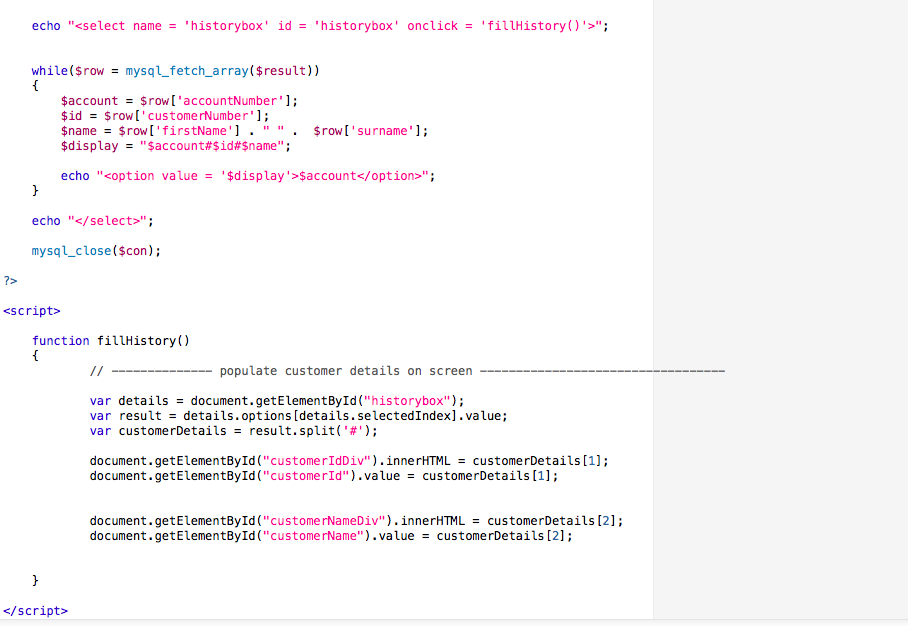 echo "<select name = 'historybox' id = 'historybox' onclick = 'fillHistory()'>";
while($row = mysql_fetch_array($result))
{
$account = $row['accountNumber'];
$id = $row['customerNumber'];
$name = $row['firstName'] . " " .  $row['surname'];
$display = "$account#$id#$name";
echo "<option value = '$display'>$account</option>";
}
echo "</select>";
mysql_close($con);
?>
<script>
function fillHistory()
{
// -------------- populate customer details on screen ----------------------------------
var details = document.getElementById("historybox");
var result = details.options[details.selectedIndex].value;
var customerDetails = result.split('#');
document.getElementById("customerIdDiv").innerHTML = customerDetails[1];
document.getElementById("customerId").value = customerDetails[1];
document.getElementById("customerNameDiv").innerHTML = customerDetails[2];
document.getElementById("customerName").value = customerDetails[2];
}
</script>